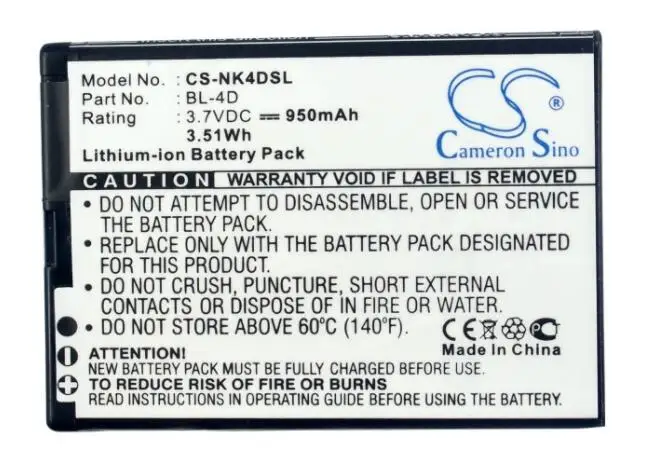 Model No. : CS-NK4DSL
Part No. : BL-4D
Rating : 3.7VDC ⎓ 950mAh
3.51Wh
Lithium-ion Battery Pack
CS ®
Cameron Sino
CAUTION WARRANTY VOID IF LABEL IS REMOVED
• DO NOT ATTEMPT TO DISASSEMBLE, OPEN OR SERVICE
THE BATTERY PACK.
• REPLACE ONLY WITH THE BATTERY PACK DESIGNATED
FOR THIS PRODUCT.
• DO NOT CRUSH, PUNCTURE, SHORT EXTERNAL
CONTACTS OR DISPOSE OF IN FIRE OR WATER.
• DO NOT STORE ABOVE 60°C (140°F).
CE
Made In China
ATTENTION!
NEW BATTERY PACK MUST BE FULLY CHARGED BEFORE USE.
TO REDUCE RISK OF FIRE OR INJURIES
READ INSTRUCTIONS IN OPERATING GUIDE BEFORE USING BATTERY.